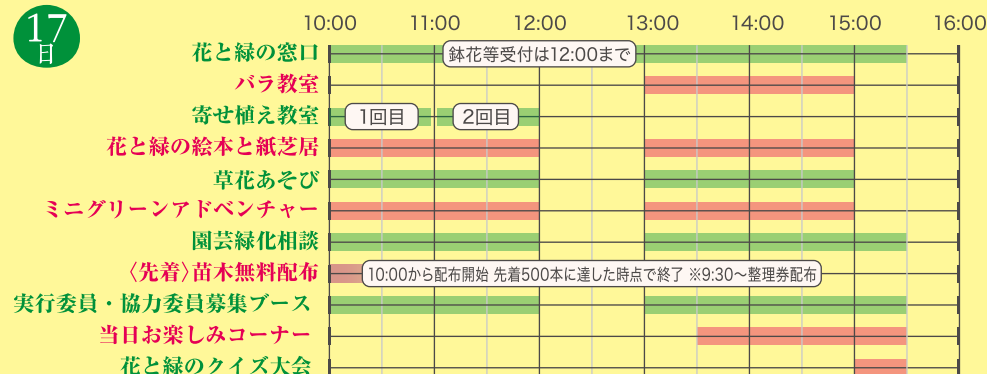 17
日
10:00 11:00 12:00 13:00 14:00 15:00 16:00
花と緑の窓口 鉢花等受付は12:00まで
バラ教室
寄せ植え教室 1回目 2回目
花と緑の絵本と紙芝居
草花あそび
ミニグリーンアドベンチャー
園芸緑化相談
〈先着〉苗木無料配布 10:00から配布開始 先着500本に達した時点で終了 ※9:30〜整理券配布
実行委員・協力委員募集ブース
当日お楽しみコーナー
花と緑のクイズ大会